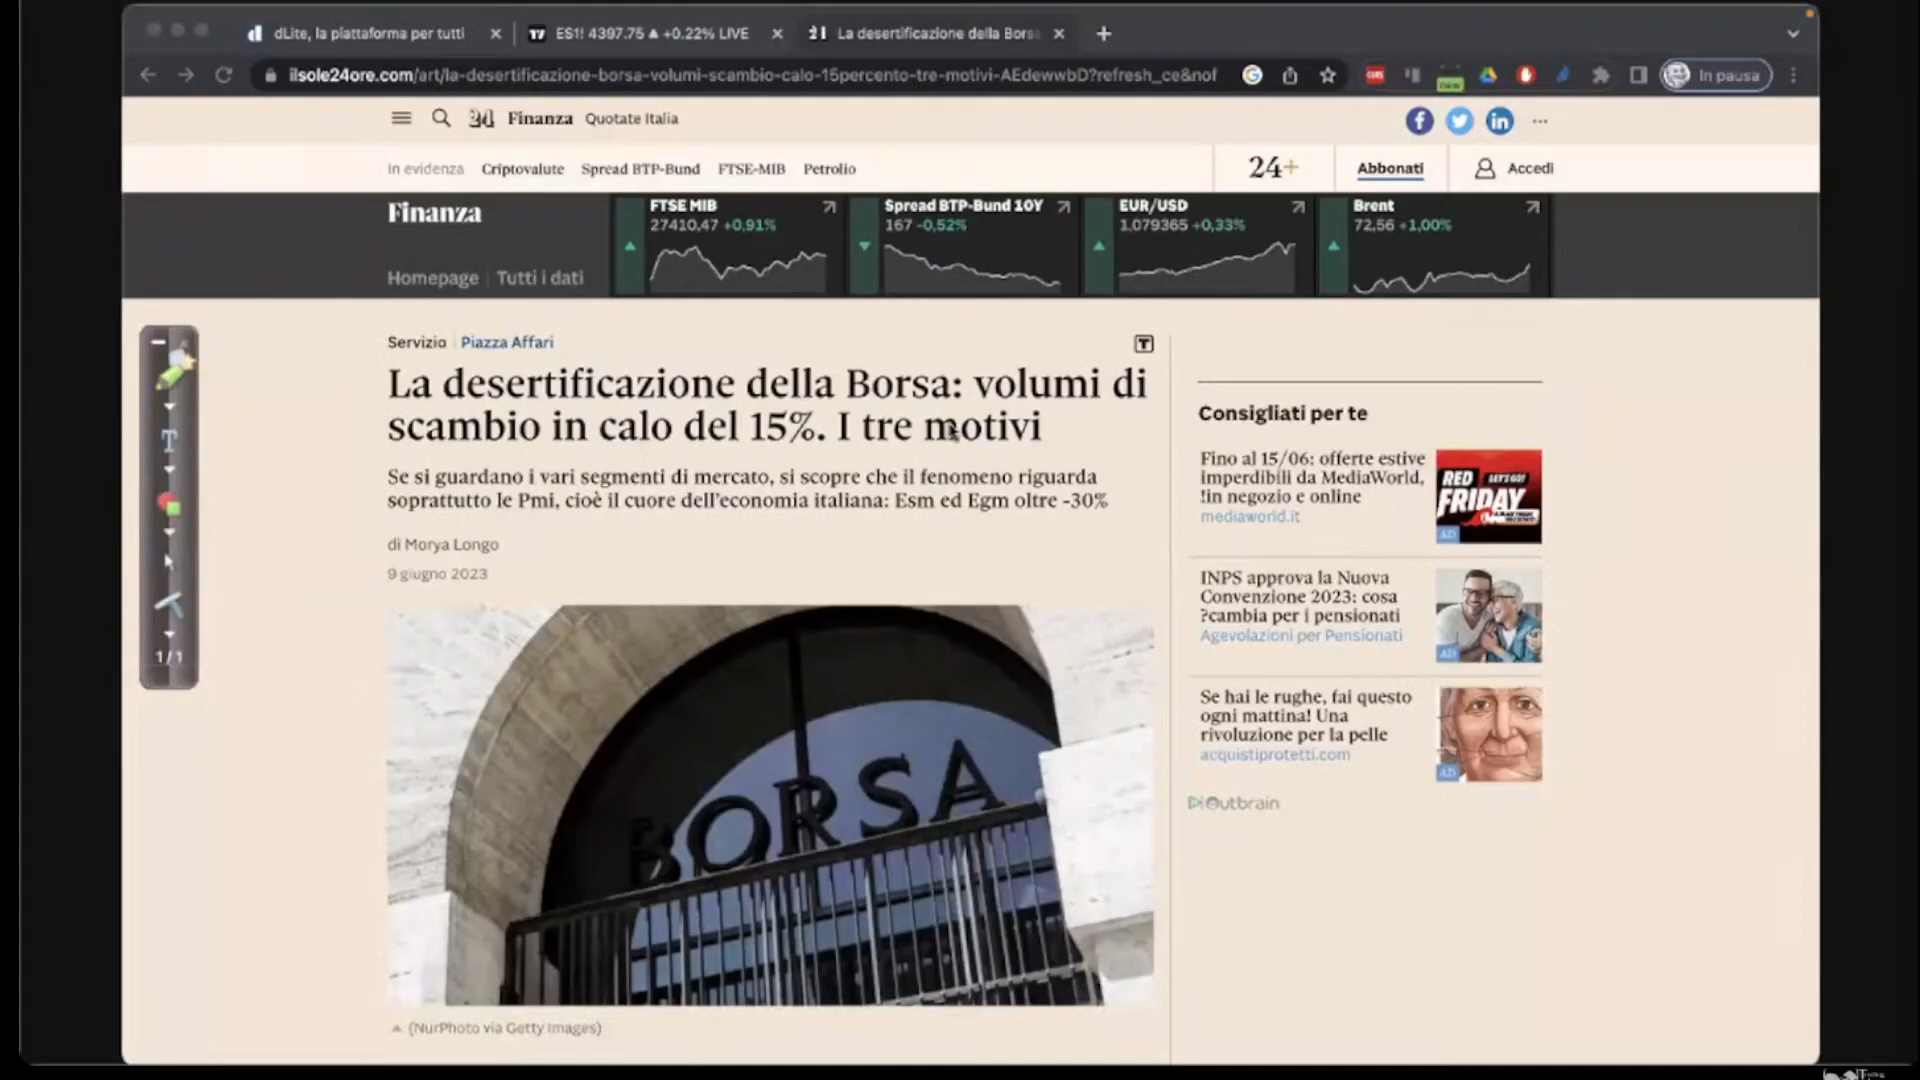 dLite, la piattaforma per tutti
ES1! 4397.75 ▲ +0.22% LIVE
La desertificazione della Borsa
ilsole24ore.com/art/la-desertificazione-borsa-volumi-scambio-calo-15percento-tre-motivi-AEdewwbD?refresh_ce&nof
In pausa
24 Finanza Quotate Italia
In evidenza Criptovalute Spread BTP-Bund FTSE-MIB Petrolio
24+ Abbonati Accedi
Finanza
Homepage Tutti i dati
FTSE MIB
27410,47 +0,91%
Spread BTP-Bund 10Y
167 -0,52%
EUR/USD
1,079365 +0,33%
Brent
72,56 +1,00%
Servizio Piazza Affari
La desertificazione della Borsa: volumi di
scambio in calo del 15%. I tre motivi
Se si guardano i vari segmenti di mercato, si scopre che il fenomeno riguarda
soprattutto le Pmi, cioè il cuore dell'economia italiana: Esm ed Egm oltre -30%
di Morya Longo
9 giugno 2023
BORSA
(NurPhoto via Getty Images)
Consigliati per te
Fino al 15/06: offerte estive
imperdibili da MediaWorld,
!in negozio e online
mediaworld.it
RED LET'S GO!
FRIDAY
AD
INPS approva la Nuova
Convenzione 2023: cosa
?cambia per i pensionati
Agevolazioni per Pensionati
AD
Se hai le rughe, fai questo
ogni mattina! Una
rivoluzione per la pelle
acquistiprotetti.com
AD
Outbrain
T
1/1